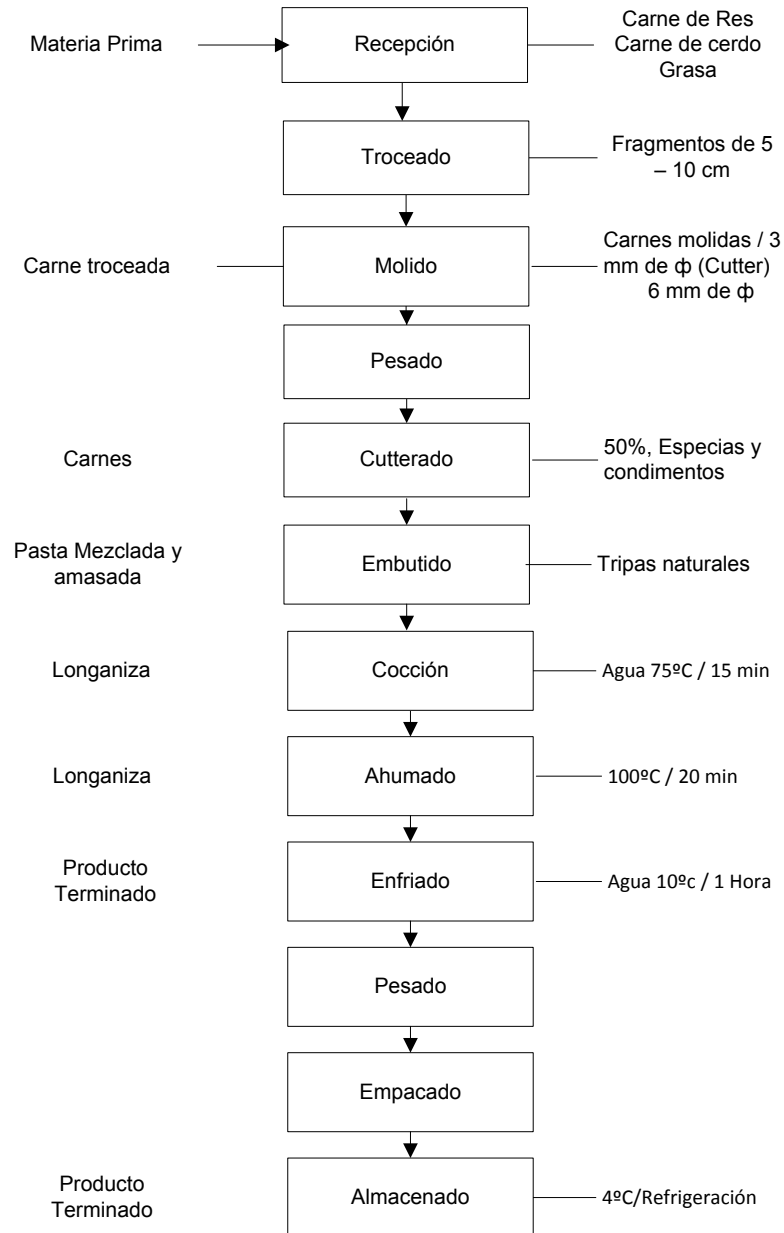 Materia Prima
Recepción
Carne de Res
Carne de cerdo
Grasa
Troceado
Fragmentos de 5
– 10 cm
Carne troceada
Molido
Carnes molidas / 3
mm de ф (Cutter)
6 mm de ф
Pesado
Carnes
Cutterado
50%, Especias y
condimentos
Pasta Mezclada y
amasada
Embutido
Tripas naturales
Longaniza
Cocción
Agua 75ºC / 15 min
Longaniza
Ahumado
100ºC / 20 min
Producto
Terminado
Enfriado
Agua 10ºc / 1 Hora
Pesado
Empacado
Producto
Terminado
Almacenado
4ºC/Refrigeración